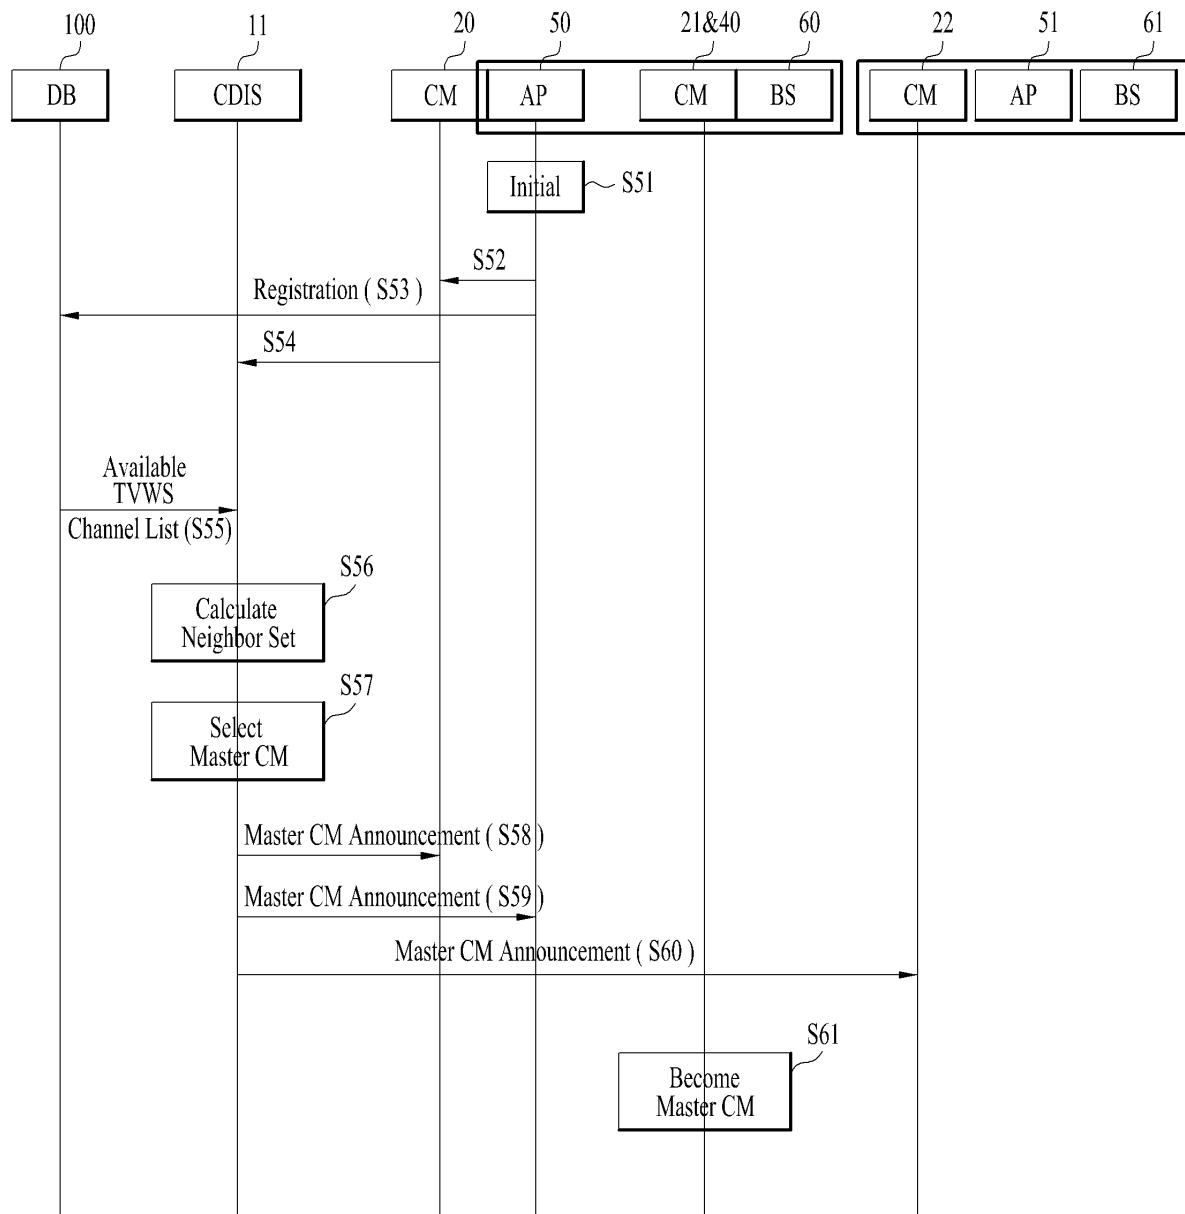 100 11 20 50 21&40 60 22 51 61
DB CDIS CM AP CM BS CM AP BS
Initial S51
S52
Registration ( S53 )
S54
Available
TVWS
Channel List (S55)
S56
Calculate
Neighbor Set
S57
Select
Master CM
Master CM Announcement ( S58 )
Master CM Announcement ( S59 )
Master CM Announcement ( S60 )
S61
Become
Master CM